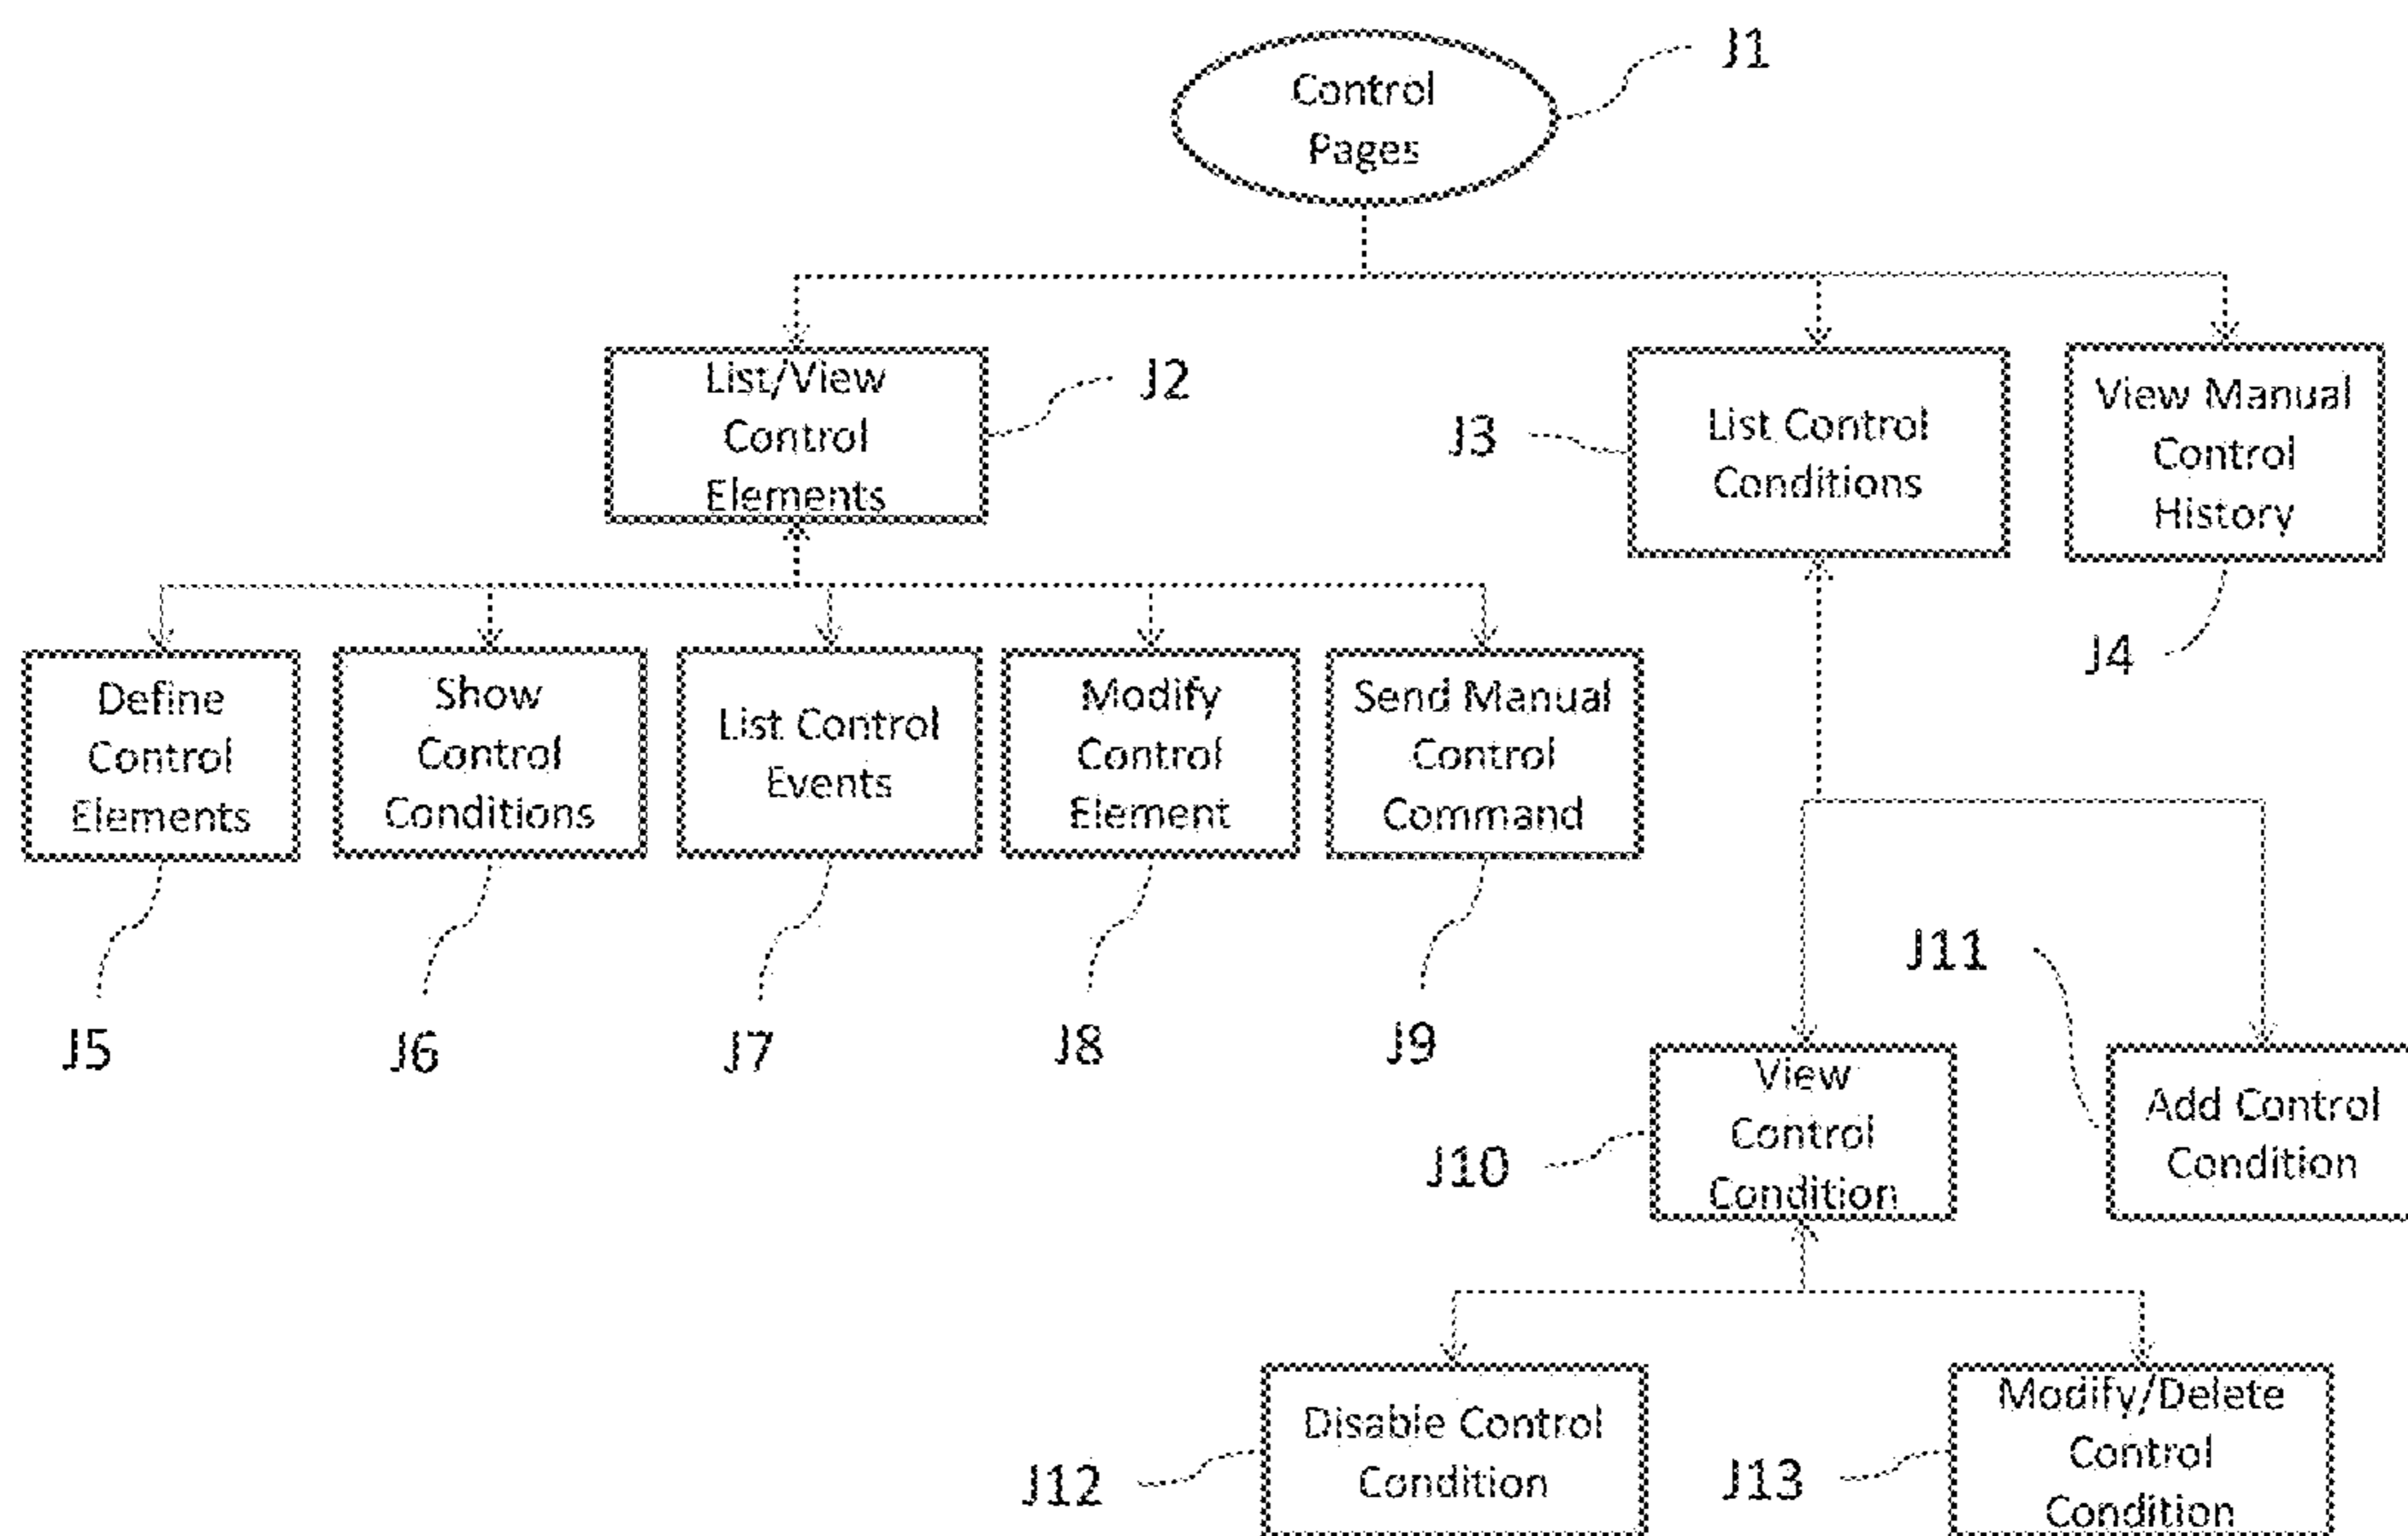 Control
Pages
J1
List/View
Control
Elements
J2
J3
List Control
Conditions
View Manual
Control
History
J4
Define
Control
Elements
Show
Control
Conditions
List Control
Events
Modify
Control
Element
Send Manual
Control
Command
J5
J6
J7
J8
J9
J11
J10
View
Control
Condition
Add Control
Condition
J12
Disable Control
Condition
J13
Modify/Delete
Control
Condition